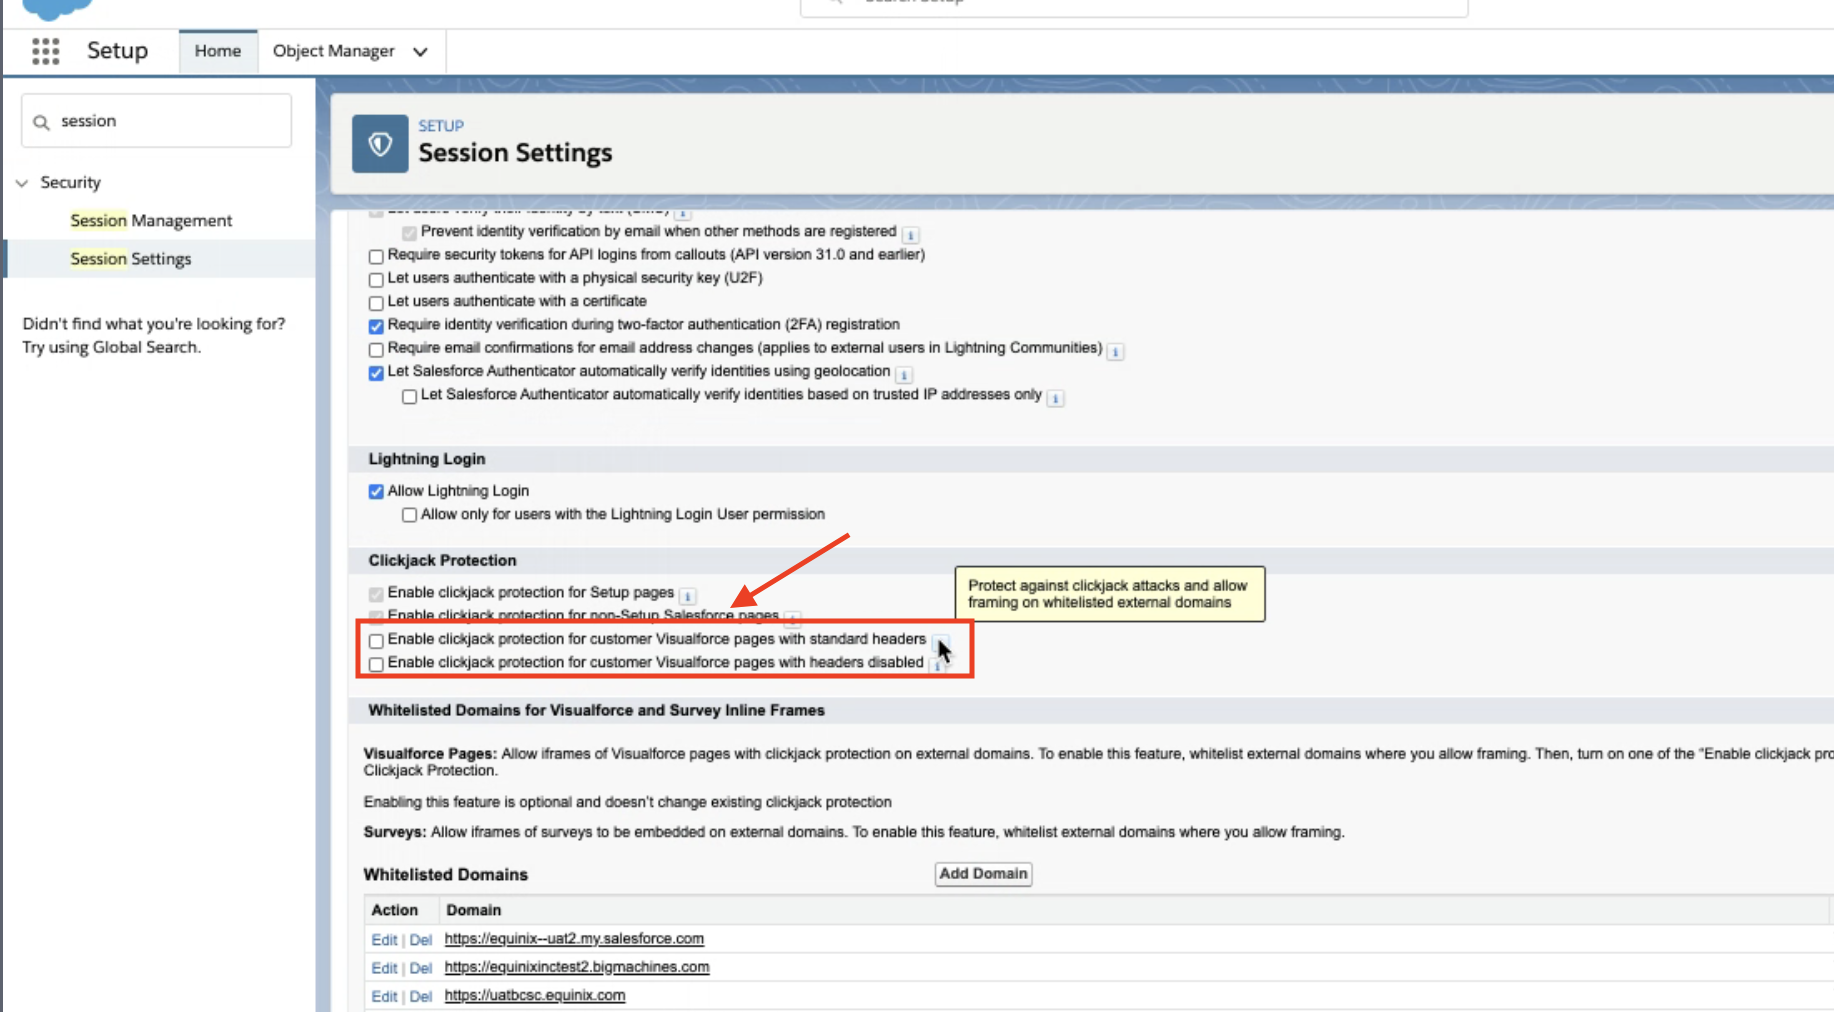 Search Setup
Setup
Home
Object Manager
session
Security
Session Management
Session Settings
Didn't find what you're looking for?
Try using Global Search.
SETUP
Session Settings
Let users verify their identity by text (SMS)
Prevent identity verification by email when other methods are registered
Require security tokens for API logins from callouts (API version 31.0 and earlier)
Let users authenticate with a physical security key (U2F)
Let users authenticate with a certificate
Require identity verification during two-factor authentication (2FA) registration
Require email confirmations for email address changes (applies to external users in Lightning Communities)
Let Salesforce Authenticator automatically verify identities using geolocation
Let Salesforce Authenticator automatically verify identities based on trusted IP addresses only
Lightning Login
Allow Lightning Login
Allow only for users with the Lightning Login User permission
Clickjack Protection
Enable clickjack protection for Setup pages
Enable clickjack protection for non-Setup Salesforce pages
Enable clickjack protection for customer Visualforce pages with standard headers
Enable clickjack protection for customer Visualforce pages with headers disabled
Protect against clickjack attacks and allow
framing on whitelisted external domains
Whitelisted Domains for Visualforce and Survey Inline Frames
Visualforce Pages: Allow iframes of Visualforce pages with clickjack protection on external domains. To enable this feature, whitelist external domains where you allow framing. Then, turn on one of the "Enable clickjack pro
Clickjack Protection.
Enabling this feature is optional and doesn't change existing clickjack protection
Surveys: Allow iframes of surveys to be embedded on external domains. To enable this feature, whitelist external domains where you allow framing.
Whitelisted Domains
Add Domain
Action Domain
Edit | Del https://equinix--uat2.my.salesforce.com
Edit | Del https://equinixinctest2.bigmachines.com
Edit | Del https://uatbcsc.equinix.com